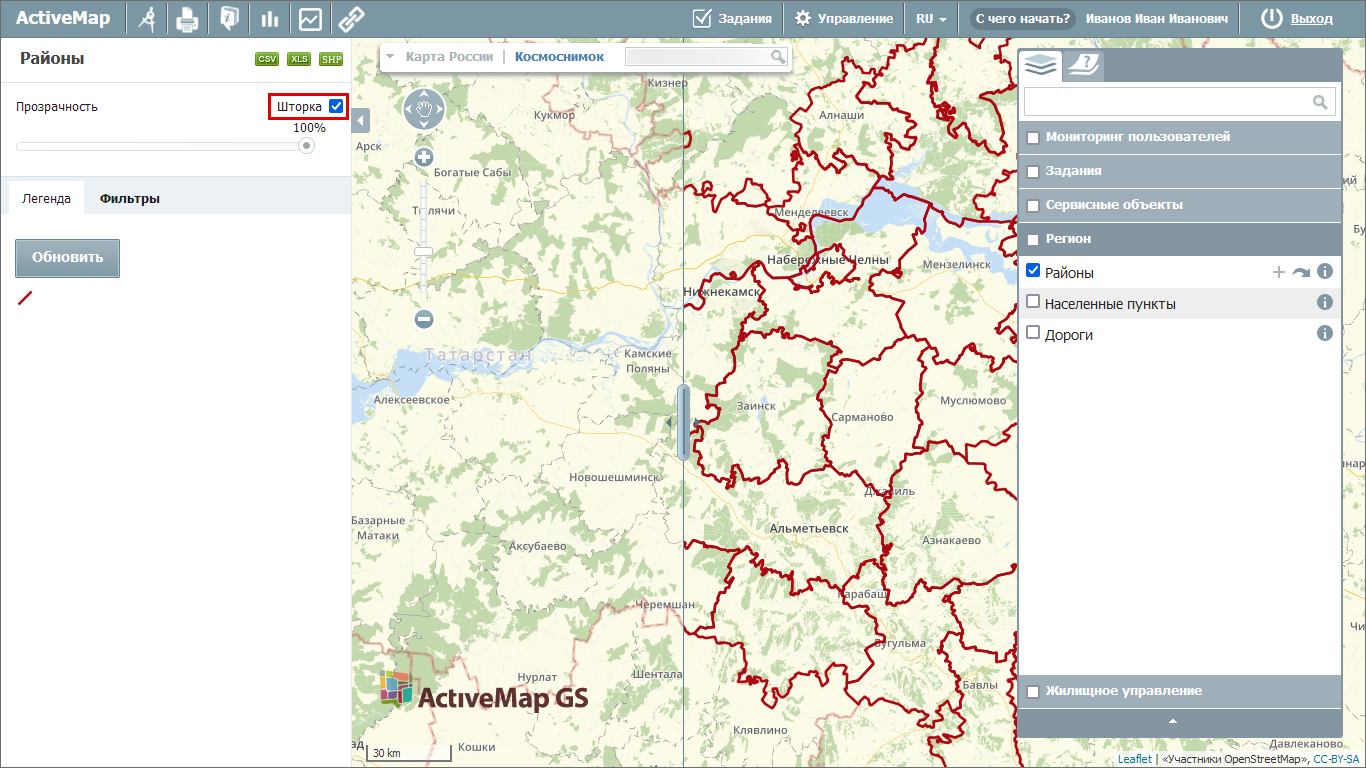 ActiveMap
Задания
Управление
RU
С чего начать?
Иванов Иван Иванович
Выход
Районы
CSV
XLS
SHP
Прозрачность
Шторка
100%
Легенда
Фильтры
Обновить
Карта России | Космоснимок
Кизнер
Кукмор
Арск
Богатые Сабы
Алнаши
Менделеевск
Набережные Челны
Мензелинск
Нижнекамск
Татарстан
Камские
Поляны
Алексеевское
Заинск
Сарманово
Муслюмово
Новошешминск
Базарные
Матаки
Альметьевск
Аксубаево
Азнакаево
Карабаш
Черемшан
Бугульма
Нурлат
Шентала
Бавлы
ActiveMap GS
Клявлино
Кошки
30 km
Давлеканово
Мониторинг пользователей
Задания
Сервисные объекты
Регион
Районы
Населенные пункты
Дороги
Жилищное управление
Leaflet | «Участники OpenStreetMap», CC-BY-SA